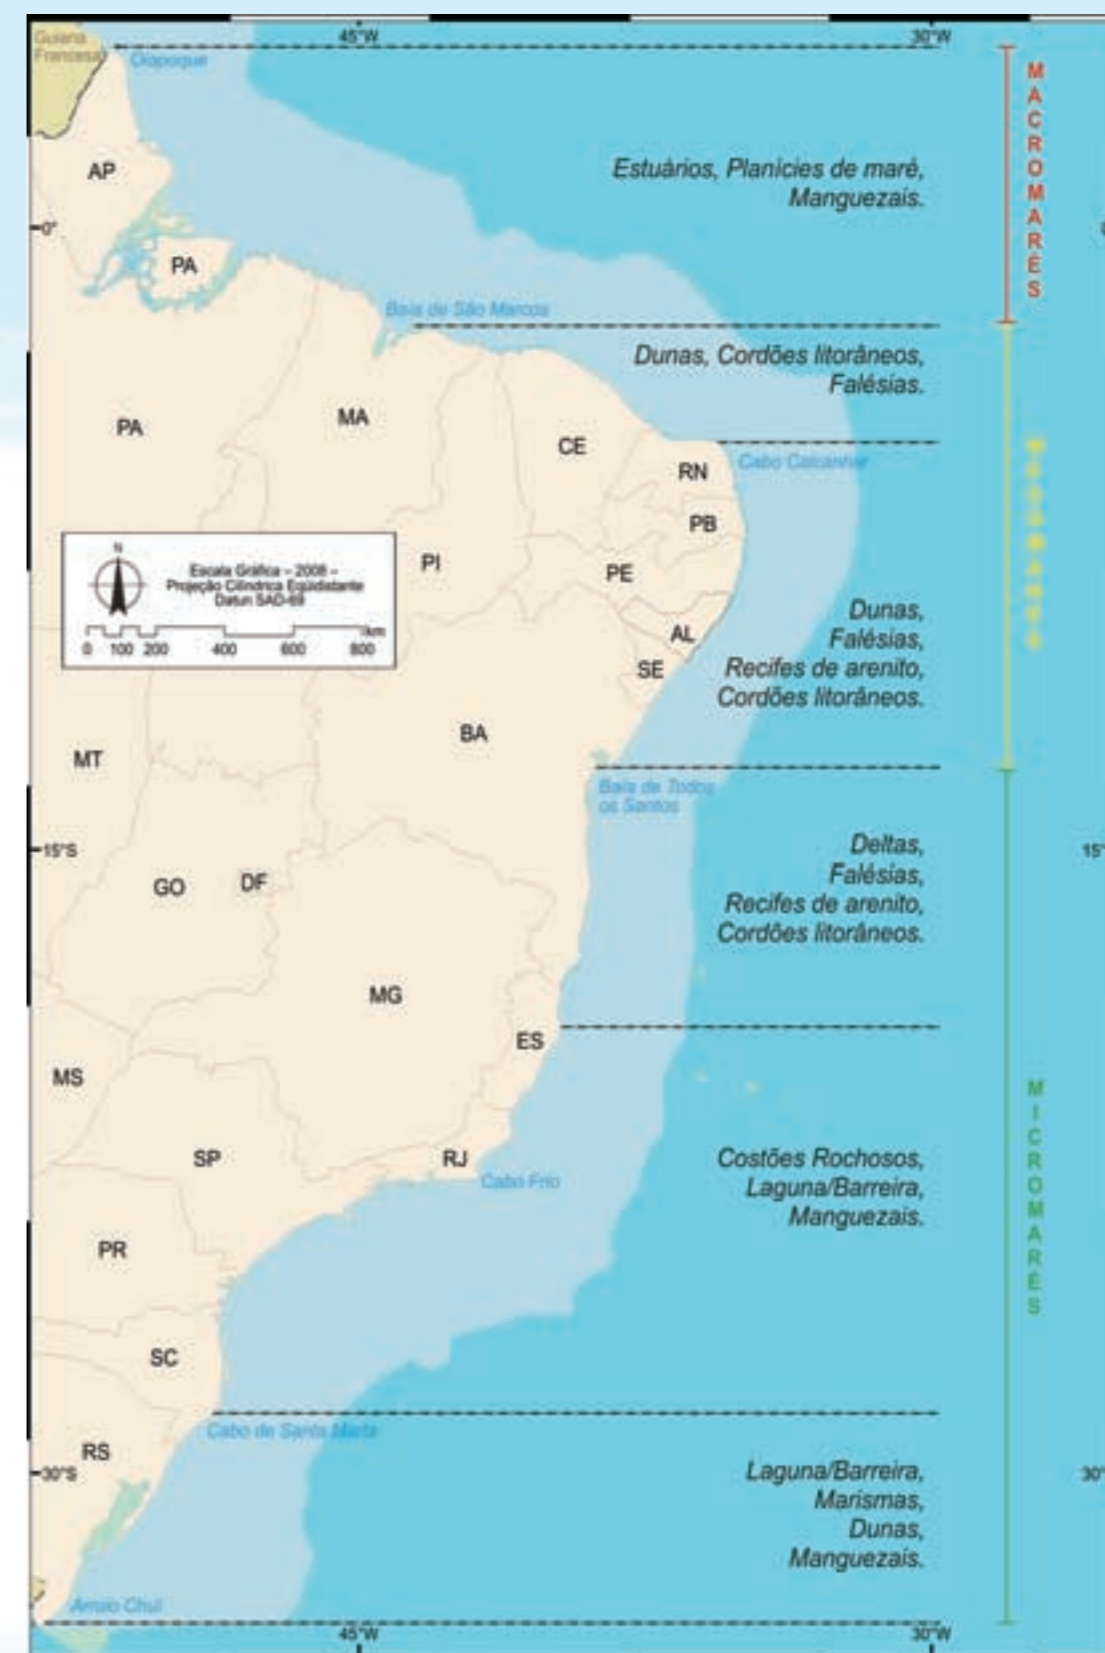 Guiana
Francesa
45°W
30°W
Oiapoque
M
A
C
R
O
M
A
R
É
S
AP
Estuários, Planícies de maré,
Manguezais.
0°
PA
Baía de São Marcos
Dunas, Cordões litorâneos,
Falésias.
PA
MA
CE
RN
Cabo Calcanhar
PB
PI
PE
N
Escala Gráfica – 2008 –
Projeção Cilíndrica Eqüidistante
Datun SAD-69
km
0 100 200 400 600 800
Dunas,
Falésias,
Recifes de arenito,
Cordões litorâneos.
AL
SE
BA
MT
Baía de Todos
os Santos
15°S
15°
Deltas,
Falésias,
Recifes de arenito,
Cordões litorâneos.
GO
DF
MG
ES
MS
M
I
C
R
O
M
A
R
É
S
SP
RJ
Cabo Frio
Costões Rochosos,
Laguna/Barreira,
Manguezais.
PR
SC
Cabo de Santa Marta
RS
30°S
30°
Laguna/Barreira,
Marismas,
Dunas,
Manguezais.
Arroio Chuí
45°W
30°W